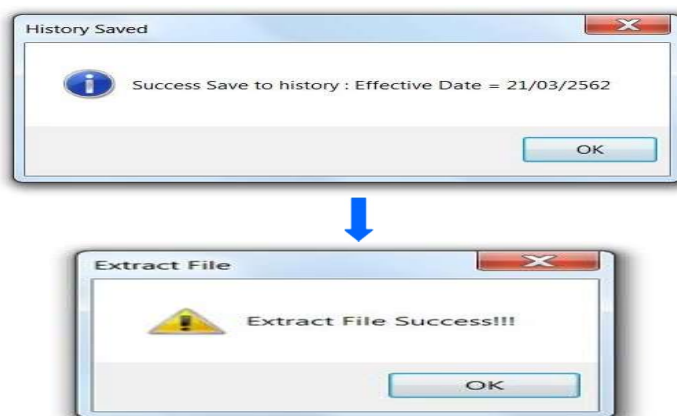 History Saved
Success Save to history : Effective Date = 21/03/2562
OK
Extract File
Extract File Success!!!
OK